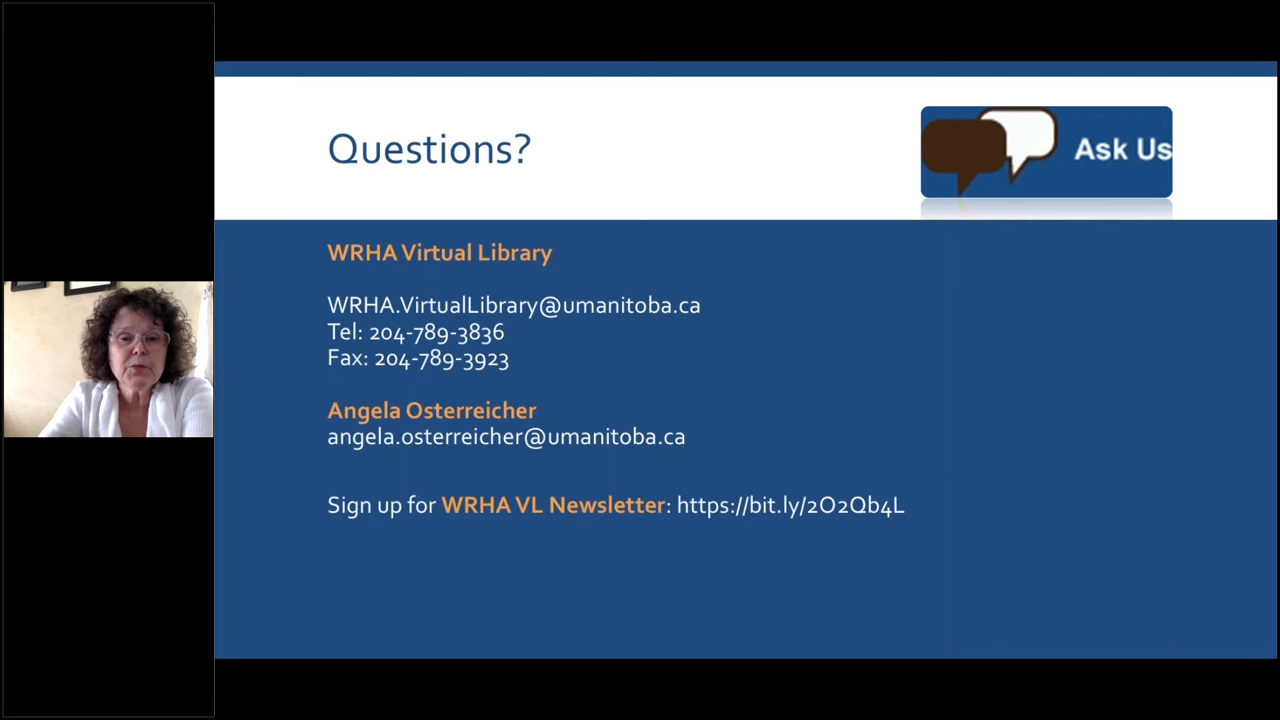 Questions?
Ask Us
WRHA Virtual Library
WRHA.VirtualLibrary@umanitoba.ca
Tel: 204-789-3836
Fax: 204-789-3923
Angela Osterreicher
angela.osterreicher@umanitoba.ca
Sign up for WRHA VL Newsletter: https://bit.ly/2O2Qb4L